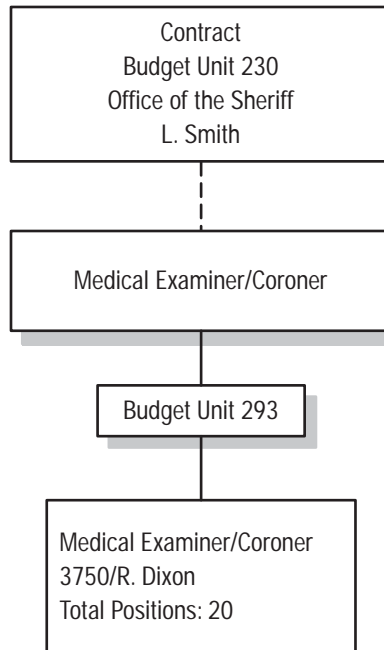 Contract
Budget Unit 230
Office of the Sheriff
L. Smith
Medical Examiner/Coroner
Budget Unit 293
Medical Examiner/Coroner
3750/R. Dixon
Total Positions: 20